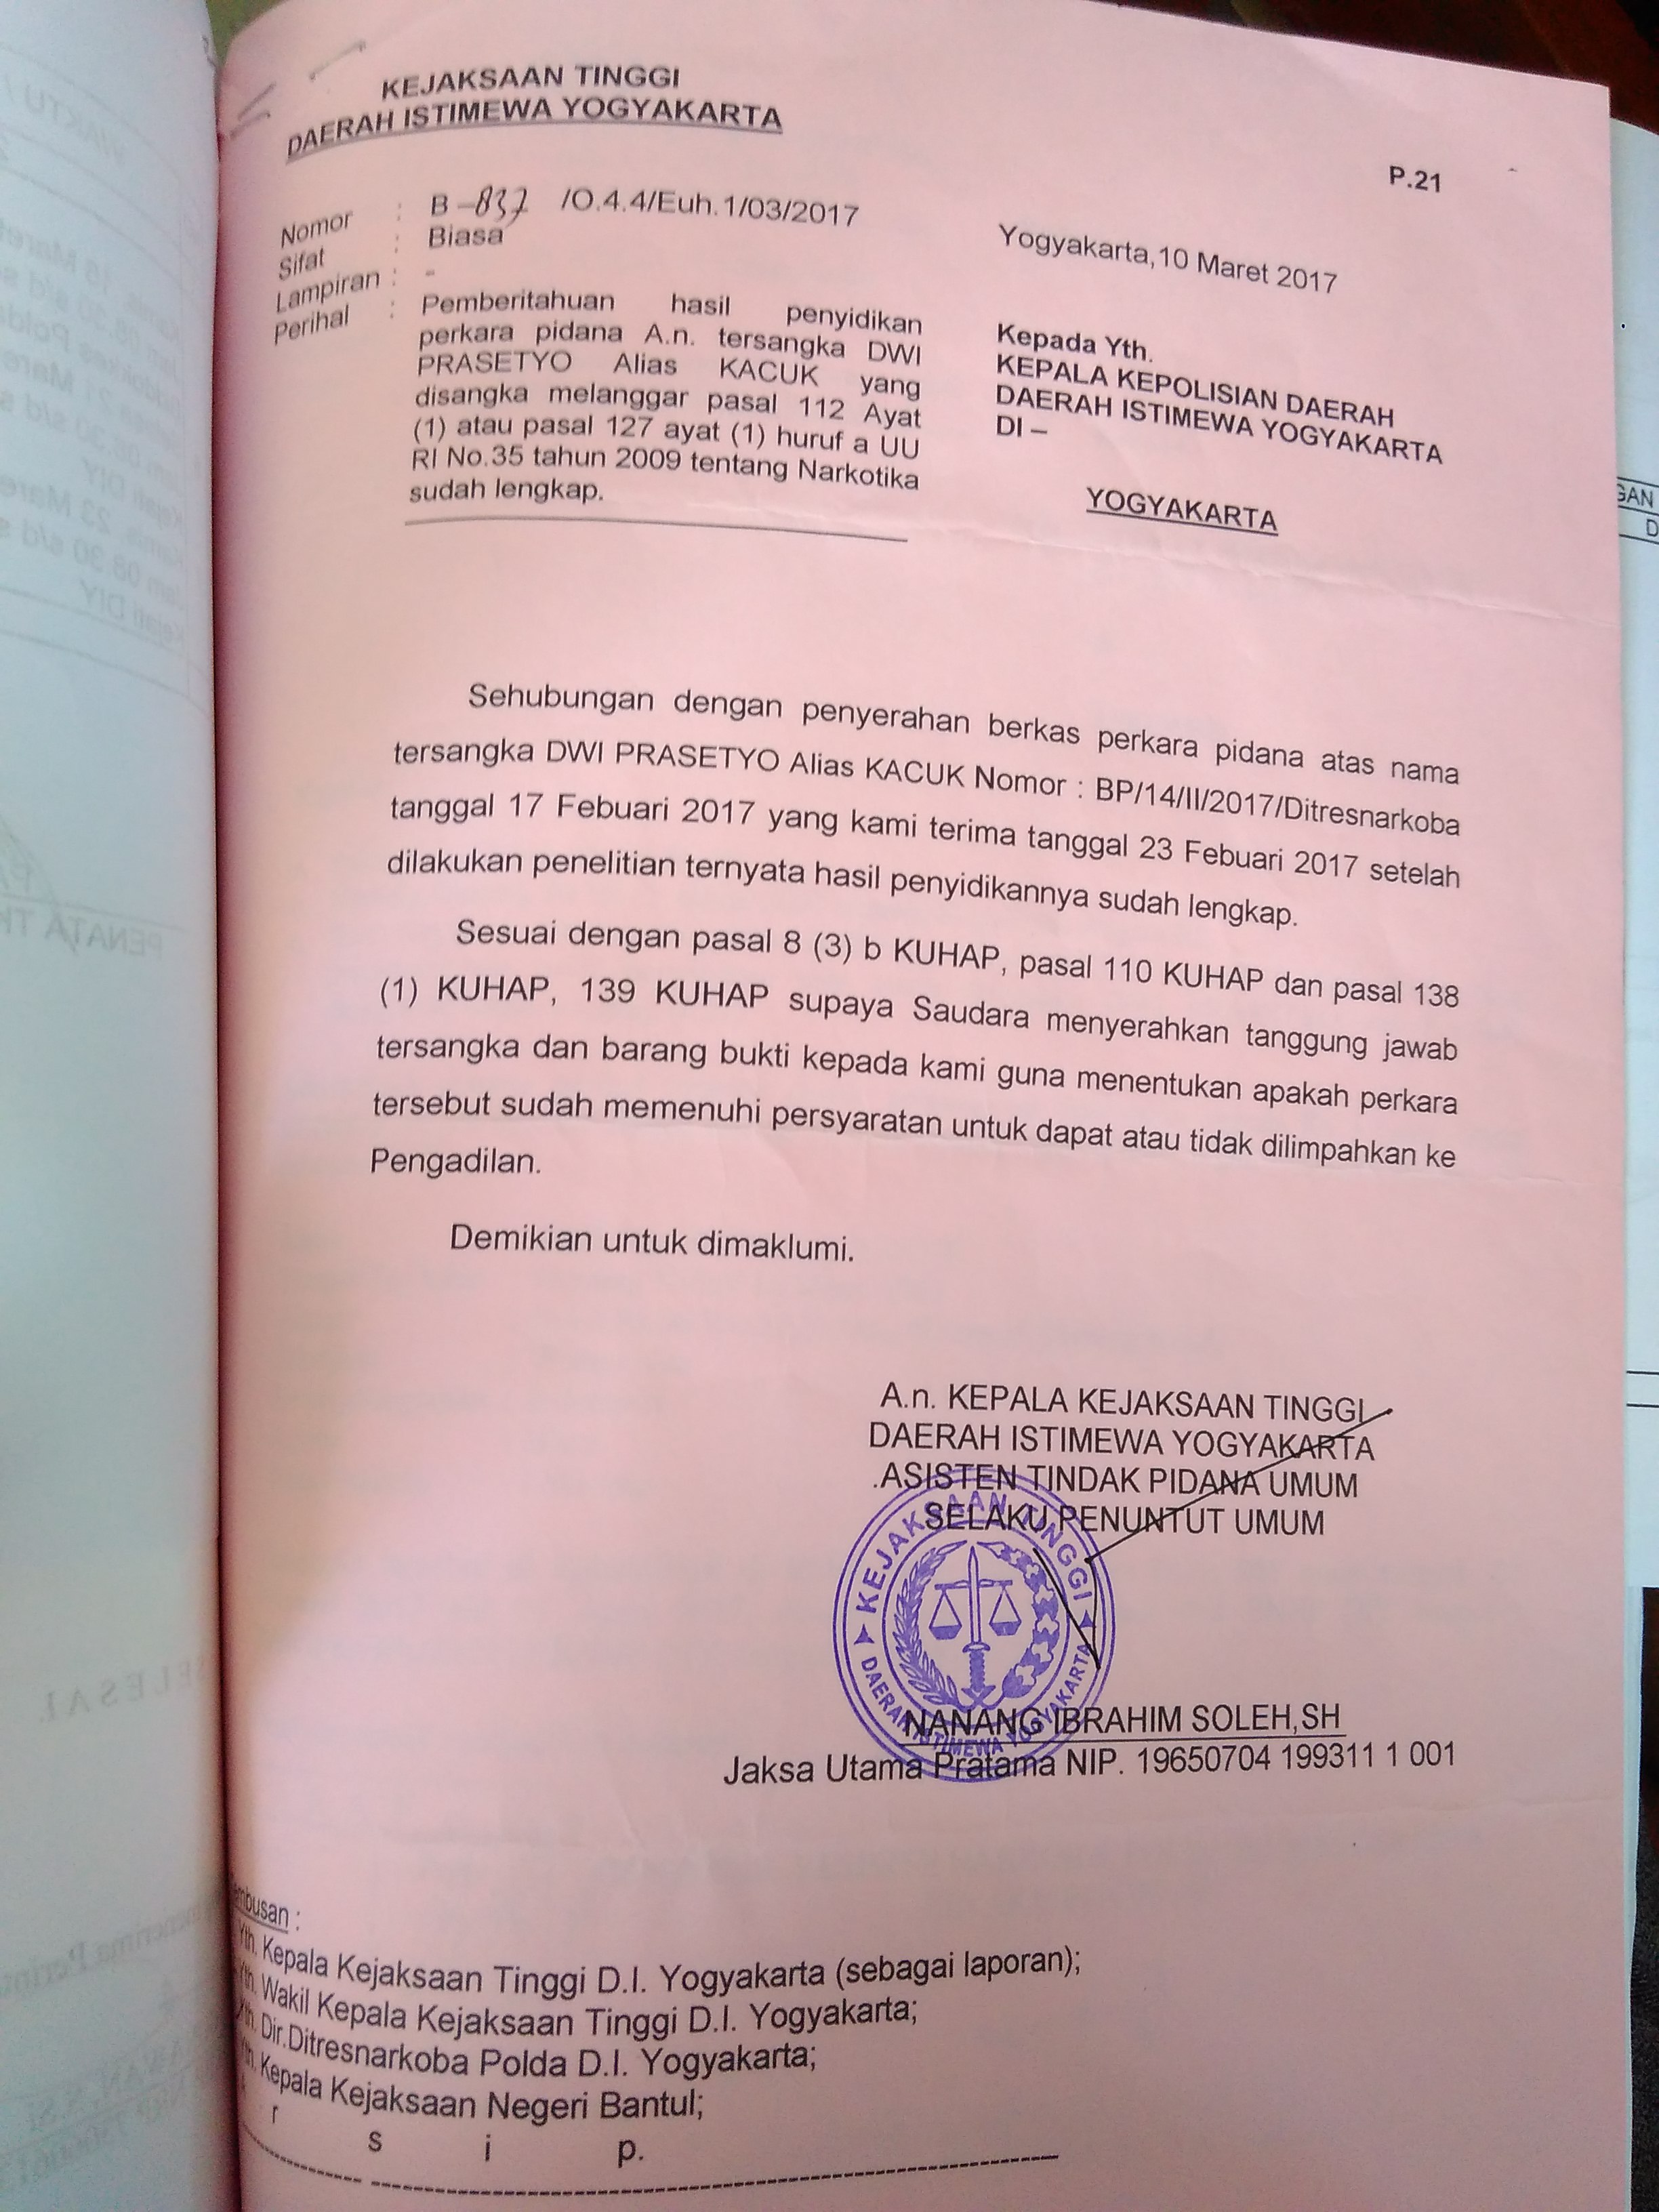 KEJAKSAAN TINGGI
DAERAH ISTIMEWA YOGYAKARTA
P.21
Nomor : B -837 /O.4.4/Euh.1/03/2017
Sifat : Biasa
Lampiran : -
Perihal : Pemberitahuan hasil penyidikan
perkara pidana A.n. tersangka DWI
PRASETYO Alias KACUK yang
disangka melanggar pasal 112 Ayat
(1) atau pasal 127 ayat (1) huruf a UU
RI No.35 tahun 2009 tentang Narkotika
sudah lengkap.
Yogyakarta,10 Maret 2017
Kepada Yth.
KEPALA KEPOLISIAN DAERAH
DAERAH ISTIMEWA YOGYAKARTA
DI –
YOGYAKARTA
Sehubungan dengan penyerahan berkas perkara pidana atas nama
tersangka DWI PRASETYO Alias KACUK Nomor : BP/14/II/2017/Ditresnarkoba
tanggal 17 Febuari 2017 yang kami terima tanggal 23 Febuari 2017 setelah
dilakukan penelitian ternyata hasil penyidikannya sudah lengkap.
Sesuai dengan pasal 8 (3) b KUHAP, pasal 110 KUHAP dan pasal 138
(1) KUHAP, 139 KUHAP supaya Saudara menyerahkan tanggung jawab
tersangka dan barang bukti kepada kami guna menentukan apakah perkara
tersebut sudah memenuhi persyaratan untuk dapat atau tidak dilimpahkan ke
Pengadilan.
Demikian untuk dimaklumi.
A.n. KEPALA KEJAKSAAN TINGGI
DAERAH ISTIMEWA YOGYAKARTA
.ASISTEN TINDAK PIDANA UMUM
SELAKU PENUNTUT UMUM
KEJAKSAAN TINGGI
DAERAH ISTIMEWA YOGYAKARTA
NANANG IBRAHIM SOLEH,SH
Jaksa Utama Pratama NIP. 19650704 199311 1 001
mbusan :
Yth. Kepala Kejaksaan Tinggi D.I. Yogyakarta (sebagai laporan);
Yth. Wakil Kepala Kejaksaan Tinggi D.I. Yogyakarta;
Yth. Dir.Ditresnarkoba Polda D.I. Yogyakarta;
Yth. Kepala Kejaksaan Negeri Bantul;
r s i p.